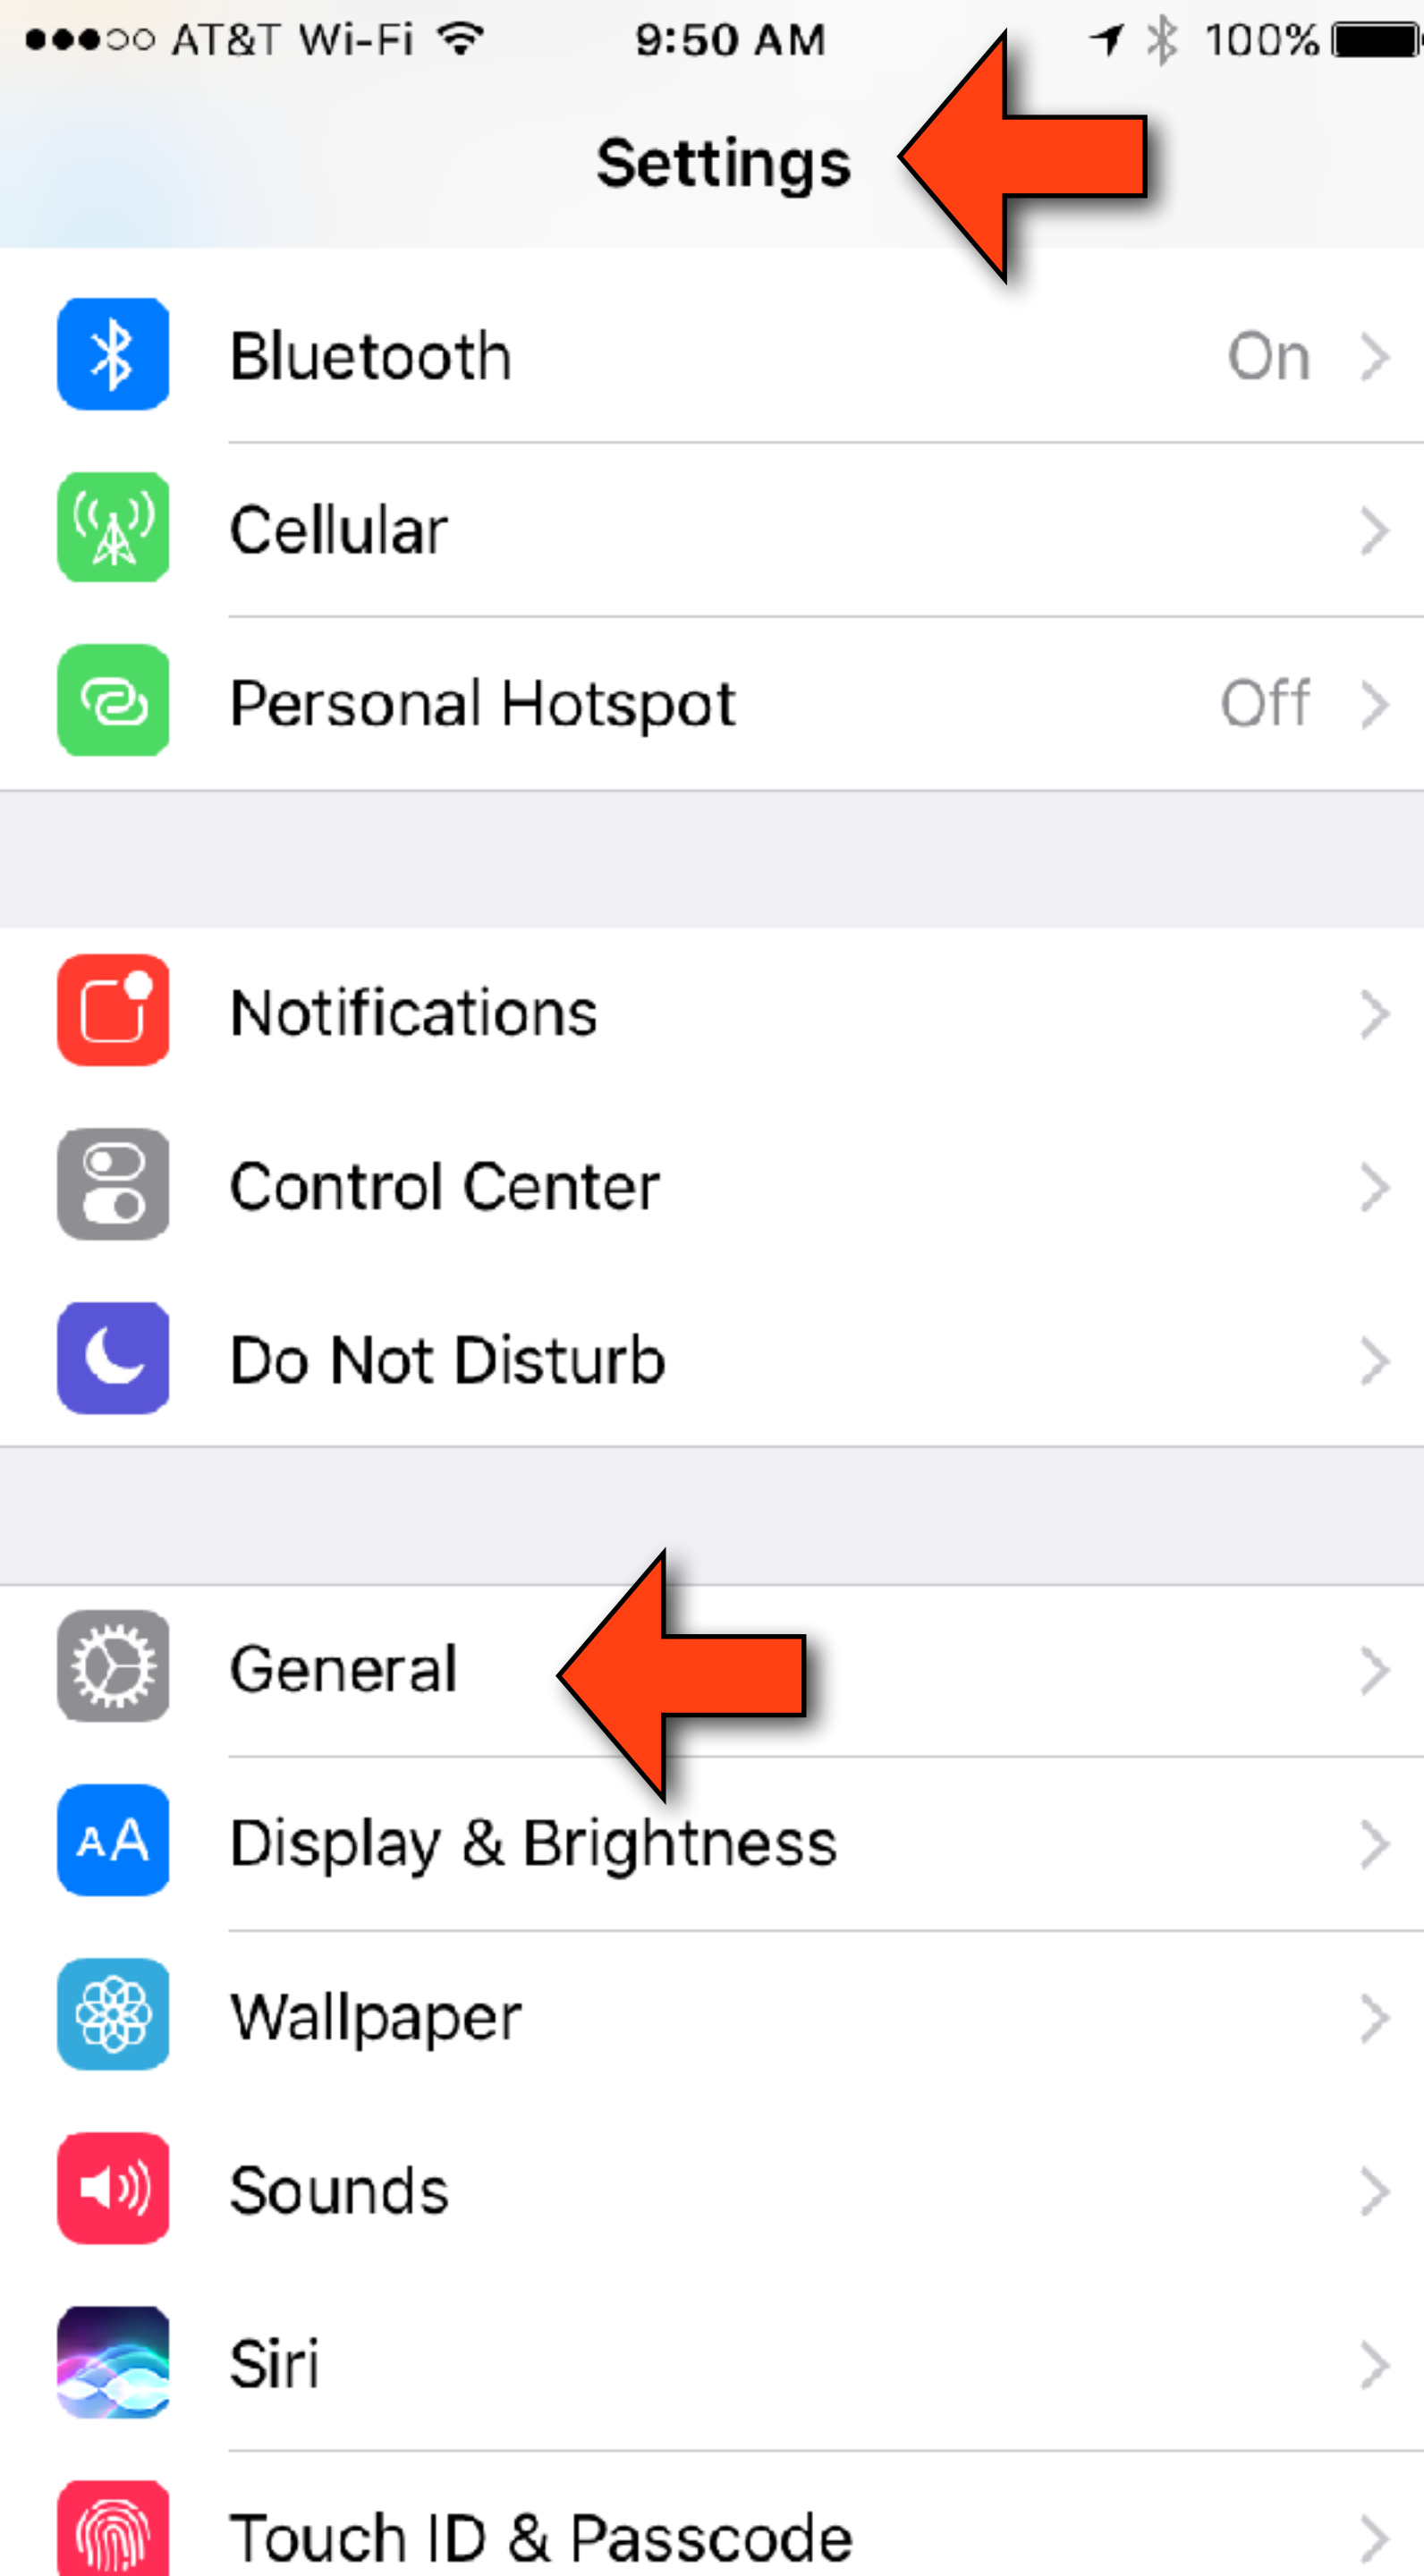 AT&T Wi-Fi 9:50 AM 100%
Settings
Bluetooth On
Cellular
Personal Hotspot Off
Notifications
Control Center
Do Not Disturb
General
AA Display & Brightness
Wallpaper
Sounds
Siri
Touch ID & Passcode